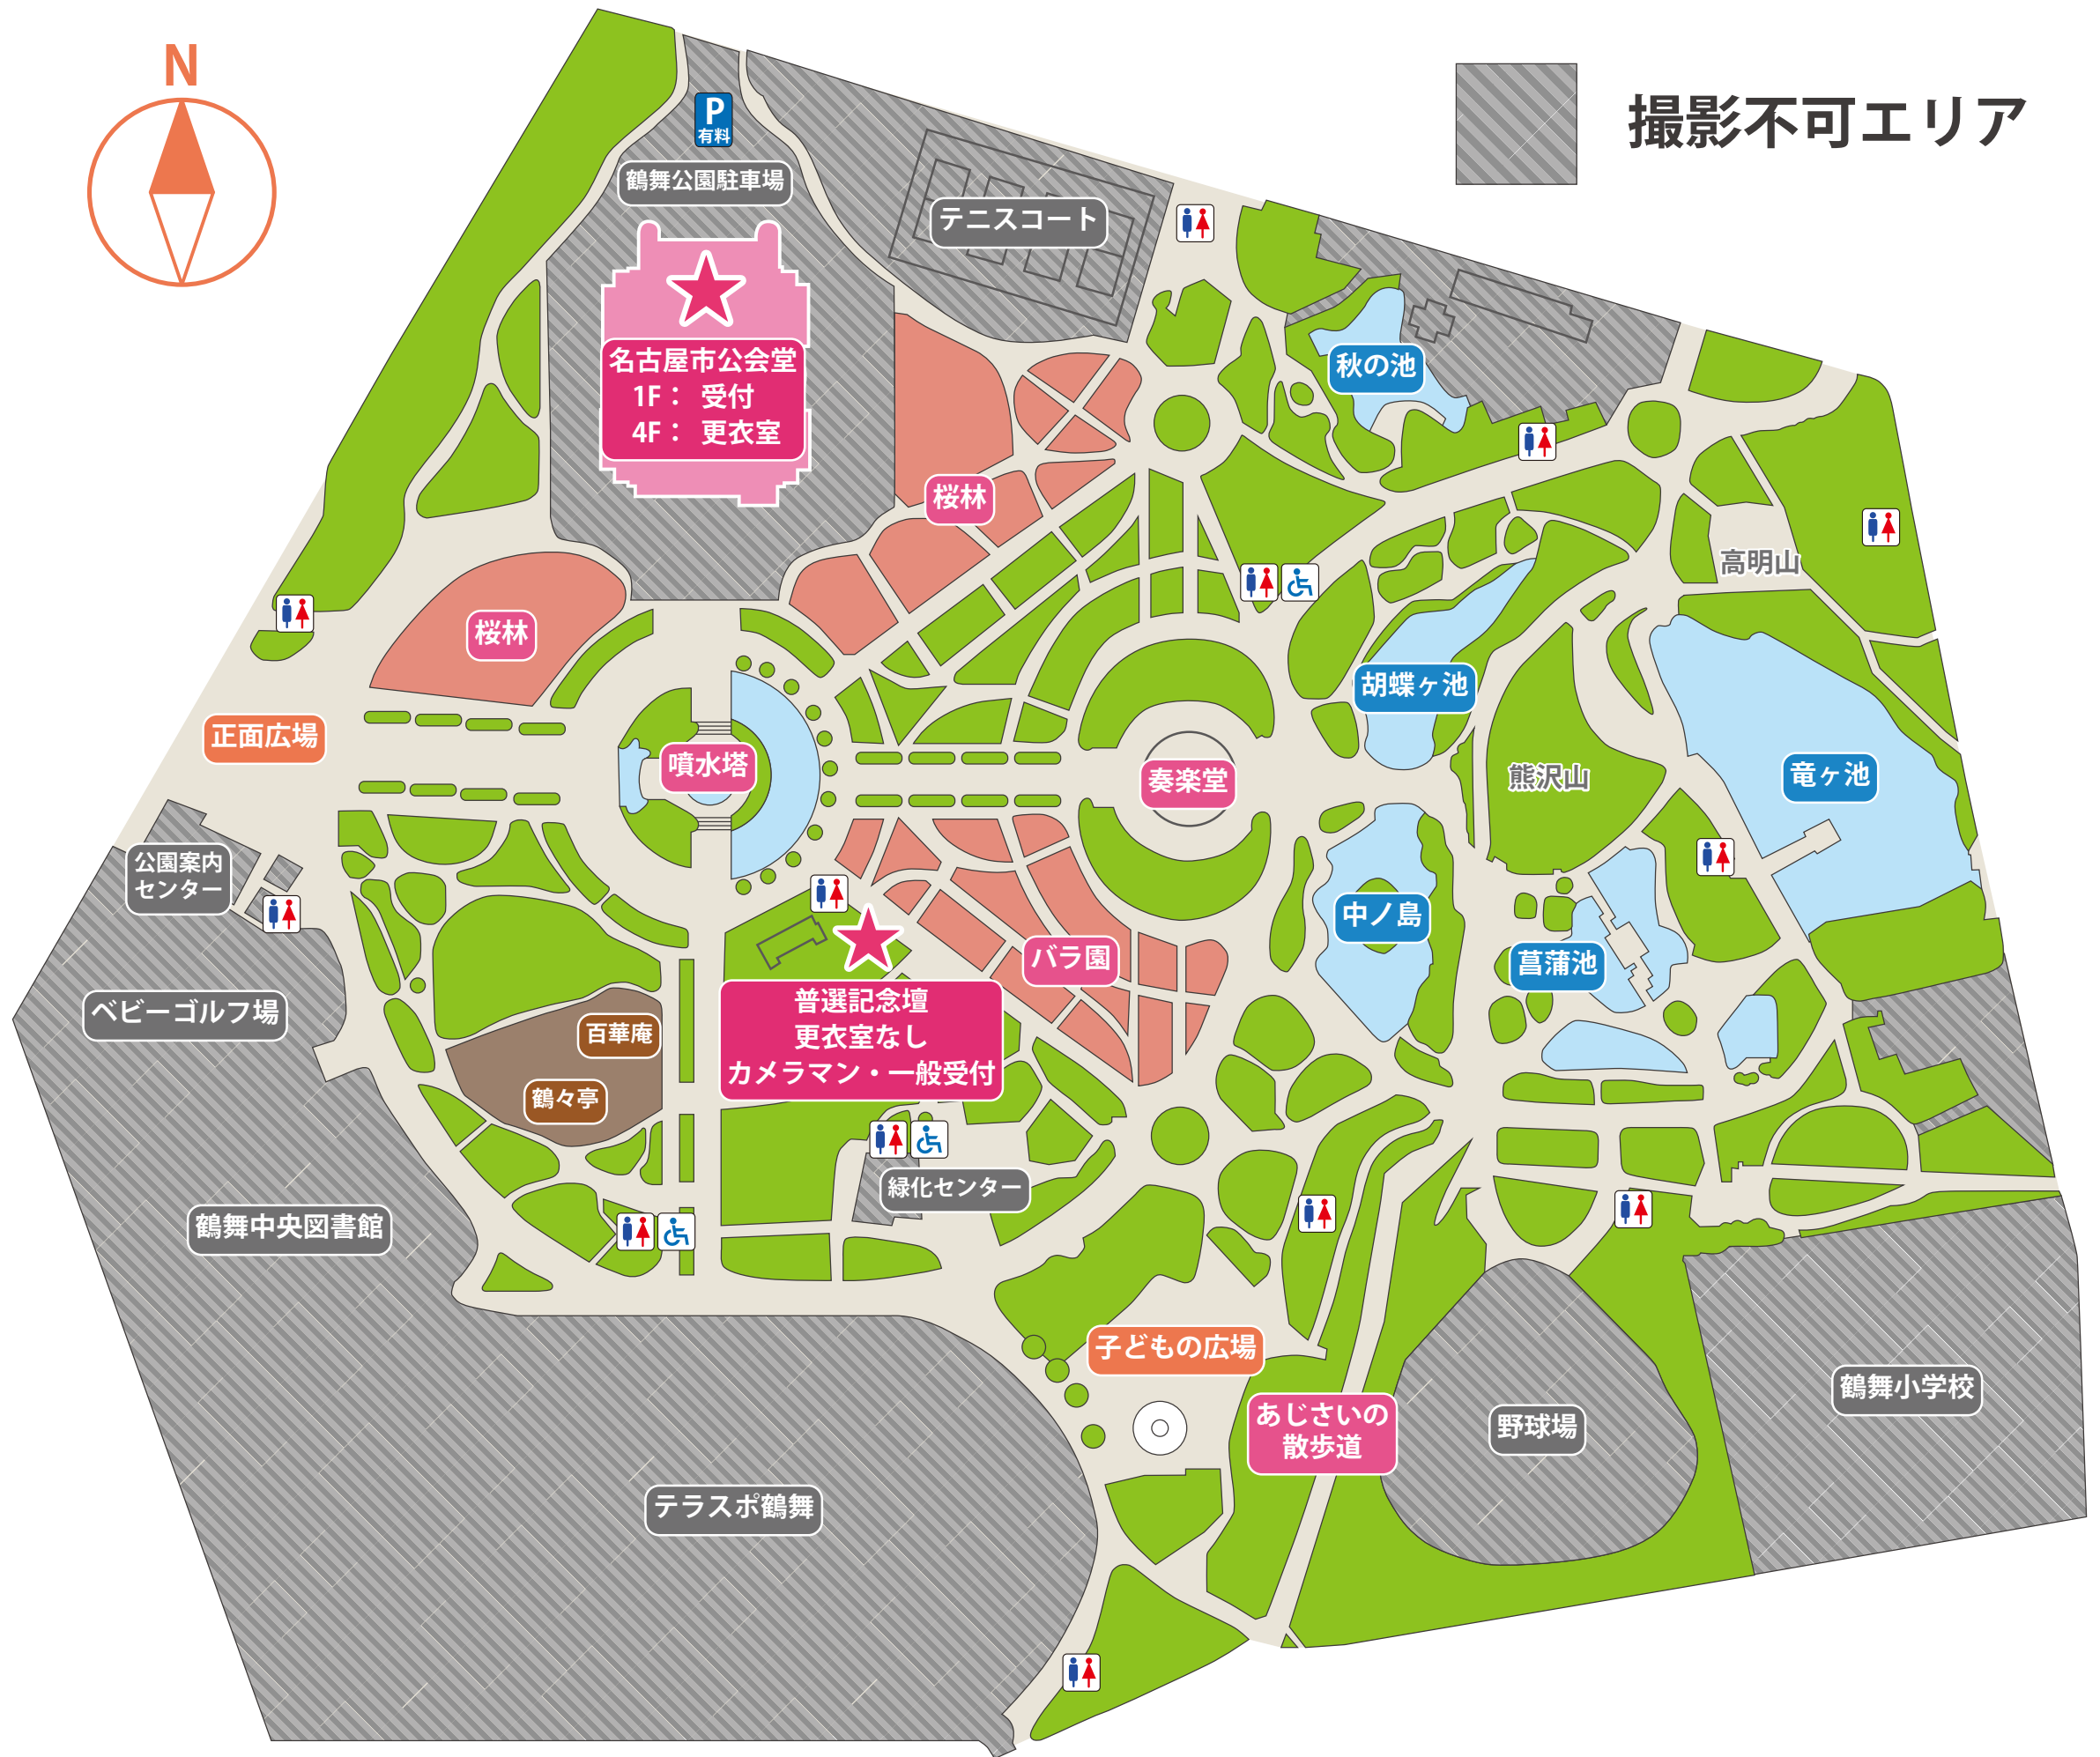 N
撮影不可エリア
P
有料
鶴舞公園駐車場
テニスコート
名古屋市公会堂
1F： 受付
4F： 更衣室
秋の池
桜林
高明山
桜林
胡蝶ヶ池
正面広場
噴水塔
奏楽堂
熊沢山
竜ヶ池
公園案内
センター
中ノ島
バラ園
菖蒲池
ベビーゴルフ場
普選記念壇
更衣室なし
カメラマン・一般受付
百華庵
鶴々亭
緑化センター
鶴舞中央図書館
子どもの広場
鶴舞小学校
あじさいの
散歩道
野球場
テラスポ鶴舞